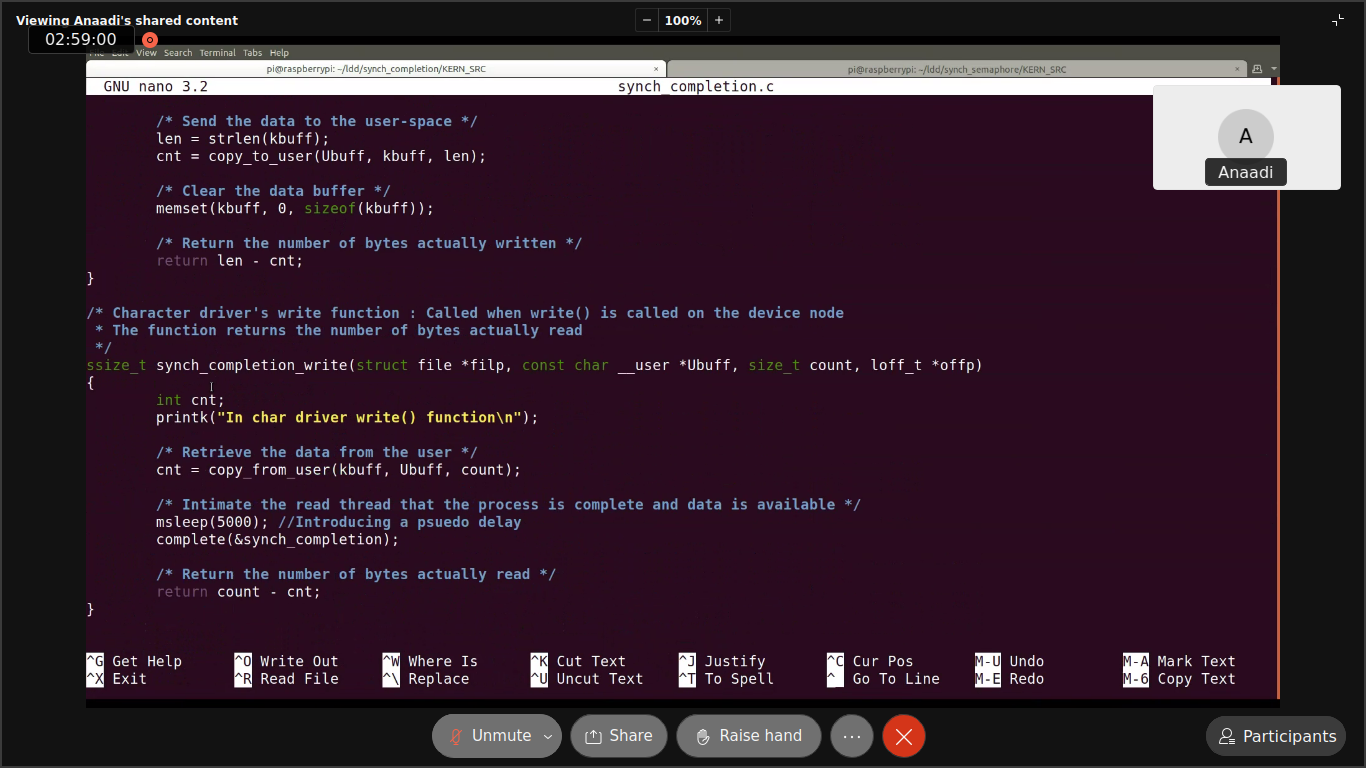 Viewing Anaadi's shared content
− 100% +
02:59:00
Edit View Search Terminal Tabs Help
pi@raspberrypi: ~/ldd/synch_completion/KERN_SRC ×
pi@raspberrypi: ~/ldd/synch_semaphore/KERN_SRC ×
GNU nano 3.2 synch_completion.c
A
Anaadi
/* Send the data to the user-space */
len = strlen(kbuff);
cnt = copy_to_user(Ubuff, kbuff, len);
/* Clear the data buffer */
memset(kbuff, 0, sizeof(kbuff));
/* Return the number of bytes actually written */
return len - cnt;
}
/* Character driver's write function : Called when write() is called on the device node
* The function returns the number of bytes actually read
*/
ssize_t synch_completion_write(struct file *filp, const char __user *Ubuff, size_t count, loff_t *offp)
{
int cnt;
printk("In char driver write() function\n");
/* Retrieve the data from the user */
cnt = copy_from_user(kbuff, Ubuff, count);
/* Intimate the read thread that the process is complete and data is available */
msleep(5000); //Introducing a psuedo delay
complete(&synch_completion);
/* Return the number of bytes actually read */
return count - cnt;
}
^G Get Help ^O Write Out ^W Where Is ^K Cut Text ^J Justify ^C Cur Pos M-U Undo M-A Mark Text
^X Exit ^R Read File ^\ Replace ^U Uncut Text ^T To Spell ^_ Go To Line M-E Redo M-6 Copy Text
Unmute Share Raise hand ... Participants